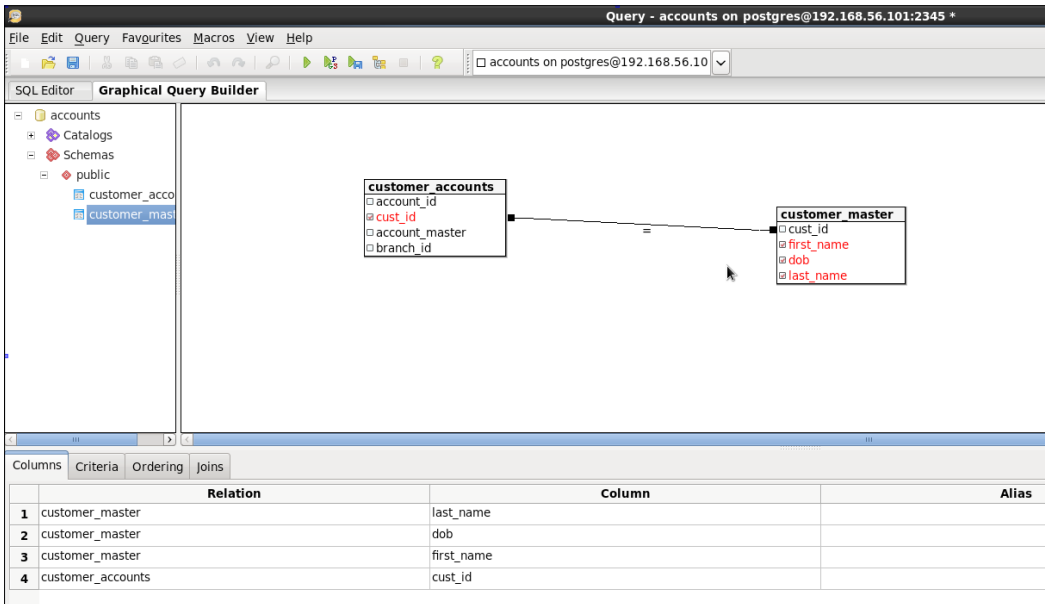 Query - accounts on postgres@192.168.56.101:2345 *
File Edit Query Favourites Macros View Help
accounts on postgres@192.168.56.10
SQL Editor Graphical Query Builder
accounts
Catalogs
Schemas
public
customer_acco
customer_mast
customer_accounts
account_id
cust_id
account_master
branch_id
=
customer_master
cust_id
first_name
dob
last_name
Columns Criteria Ordering Joins
Relation Column Alias
1 customer_master last_name
2 customer_master dob
3 customer_master first_name
4 customer_accounts cust_id